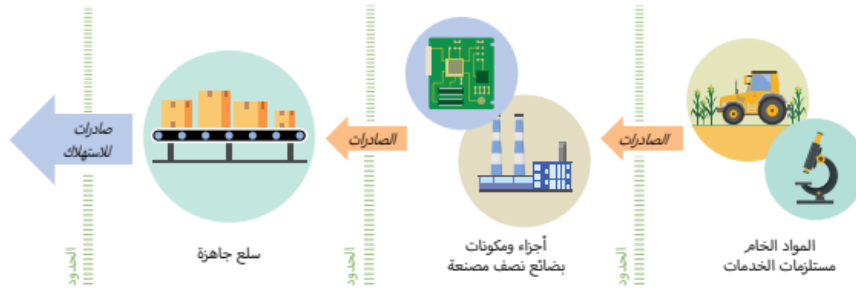 المواد الخام
مستلزمات الخدمات
الصادرات
الحدود
أجزاء ومكونات
بضائع نصف مصنعة
الصادرات
الحدود
سلع جاهزة
صادرات
للاستهلاك
الحدود